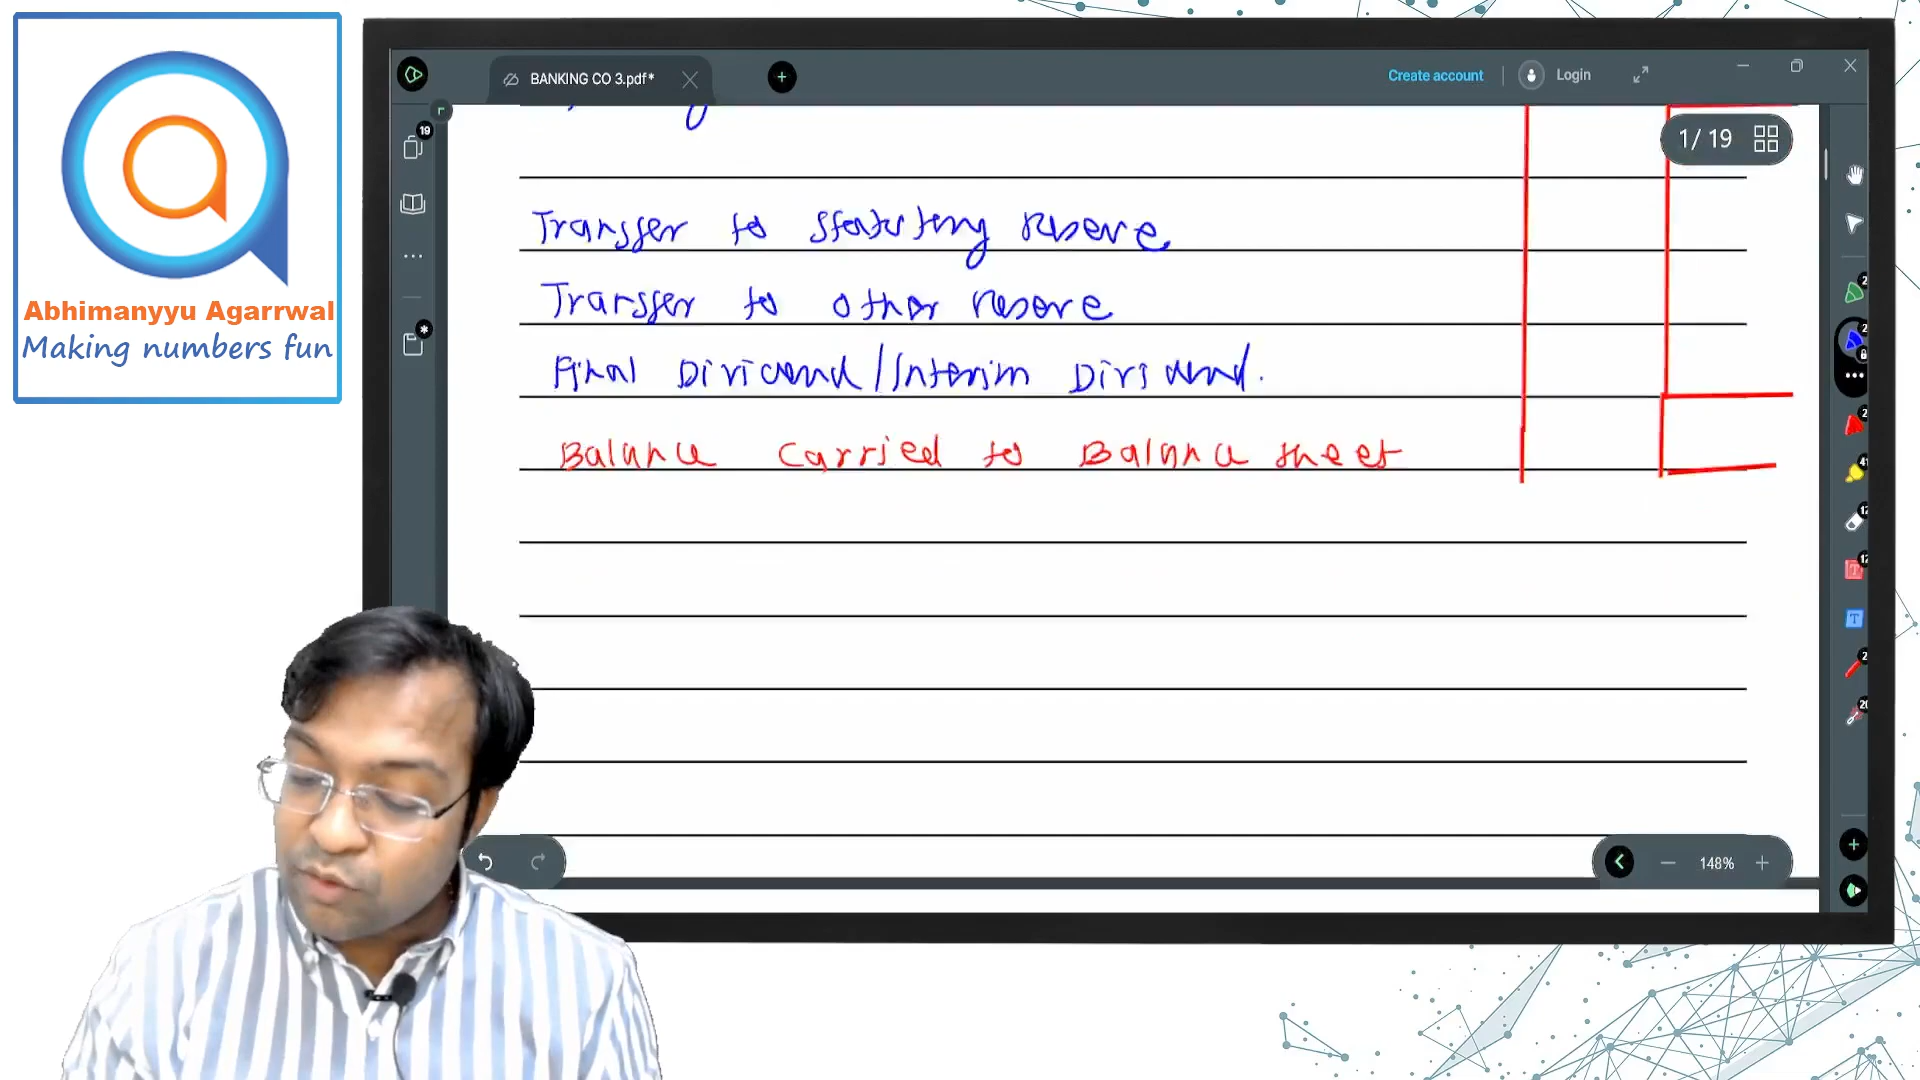 Abhimanyyu Agarrwal
Making numbers fun
BANKING CO 3.pdf*
Create account
Login
1/ 19
19
Transfer to statutory reserve
Transfer to other reserve
Final Dividend/Interim Dividend.
Balance carried to Balance sheet
148%